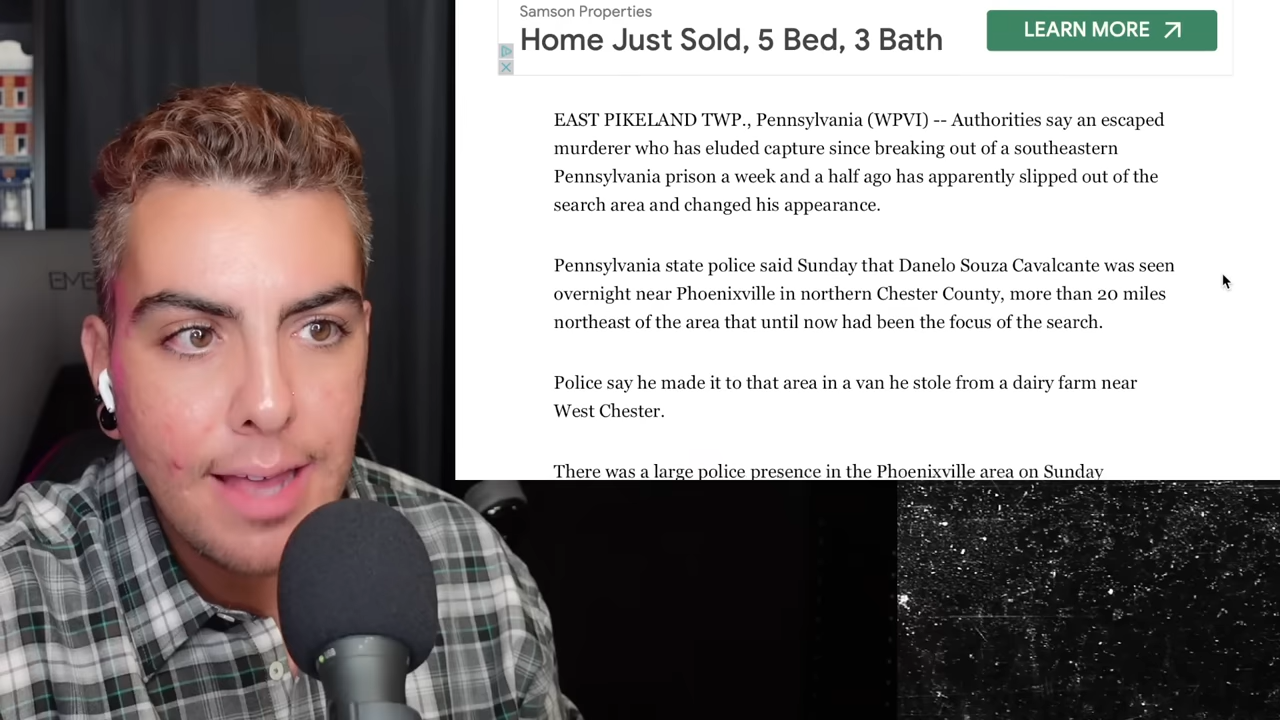 Samson Properties
Home Just Sold, 5 Bed, 3 Bath
LEARN MORE
EAST PIKELAND TWP., Pennsylvania (WPVI) -- Authorities say an escaped
murderer who has eluded capture since breaking out of a southeastern
Pennsylvania prison a week and a half ago has apparently slipped out of the
search area and changed his appearance.
Pennsylvania state police said Sunday that Danelo Souza Cavalcante was seen
overnight near Phoenixville in northern Chester County, more than 20 miles
northeast of the area that until now had been the focus of the search.
Police say he made it to that area in a van he stole from a dairy farm near
West Chester.
There was a large police presence in the Phoenixville area on Sunday
EME